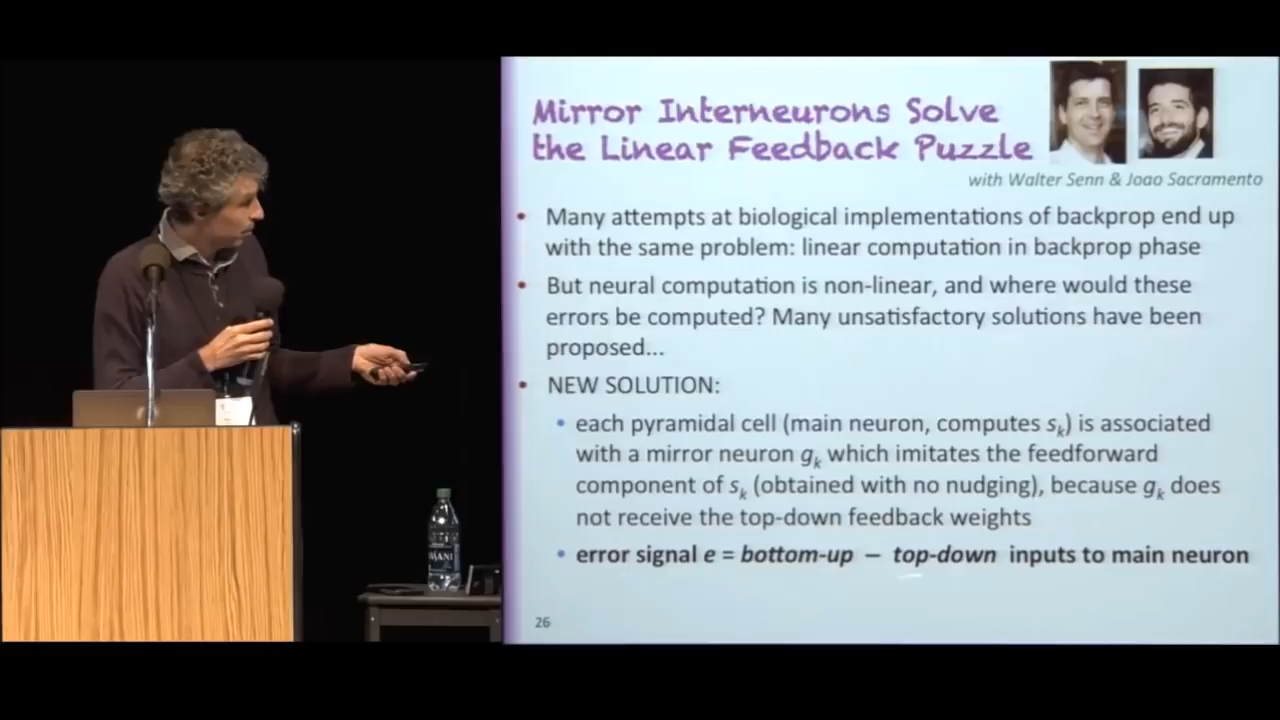 Mirror Interneurons Solve
the Linear Feedback Puzzle
with Walter Senn & Joao Sacramento
• Many attempts at biological implementations of backprop end up
with the same problem: linear computation in backprop phase
• But neural computation is non-linear, and where would these
errors be computed? Many unsatisfactory solutions have been
proposed...
• NEW SOLUTION:
• each pyramidal cell (main neuron, computes sₖ) is associated
with a mirror neuron gₖ which imitates the feedforward
component of sₖ (obtained with no nudging), because gₖ does
not receive the top-down feedback weights
• error signal e = bottom-up − top-down inputs to main neuron
26